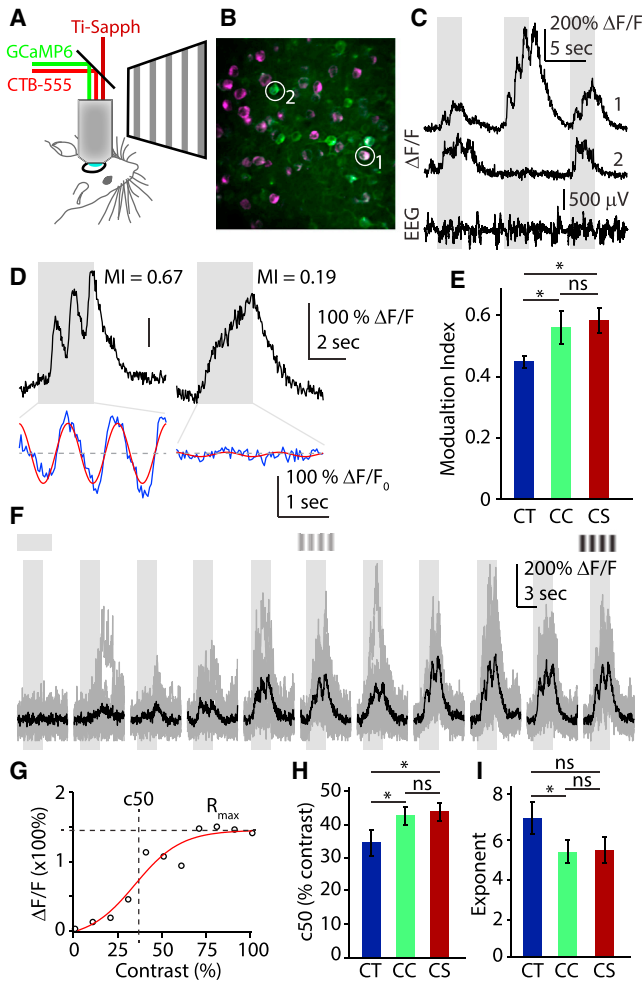 A
Ti-Sapph
GCaMP6
CTB-555
B
2
1
C
200% ΔF/F
5 sec
1
2
ΔF/F
500 µV
EEG
D
MI = 0.67
MI = 0.19
100 % ΔF/F
2 sec
100 % ΔF/F0
1 sec
E
*
* ns
Modualtion Index
0.6
0.4
0.2
0
CT CC CS
F
200% ΔF/F
3 sec
G
c50
Rmax
ΔF/F (x100%)
2
1
0
0 25 50 75 100
Contrast (%)
H
*
* ns
c50 (% contrast)
50
40
30
20
10
0
CT CC CS
I
ns
* ns
Exponent
8
6
4
2
0
CT CC CS